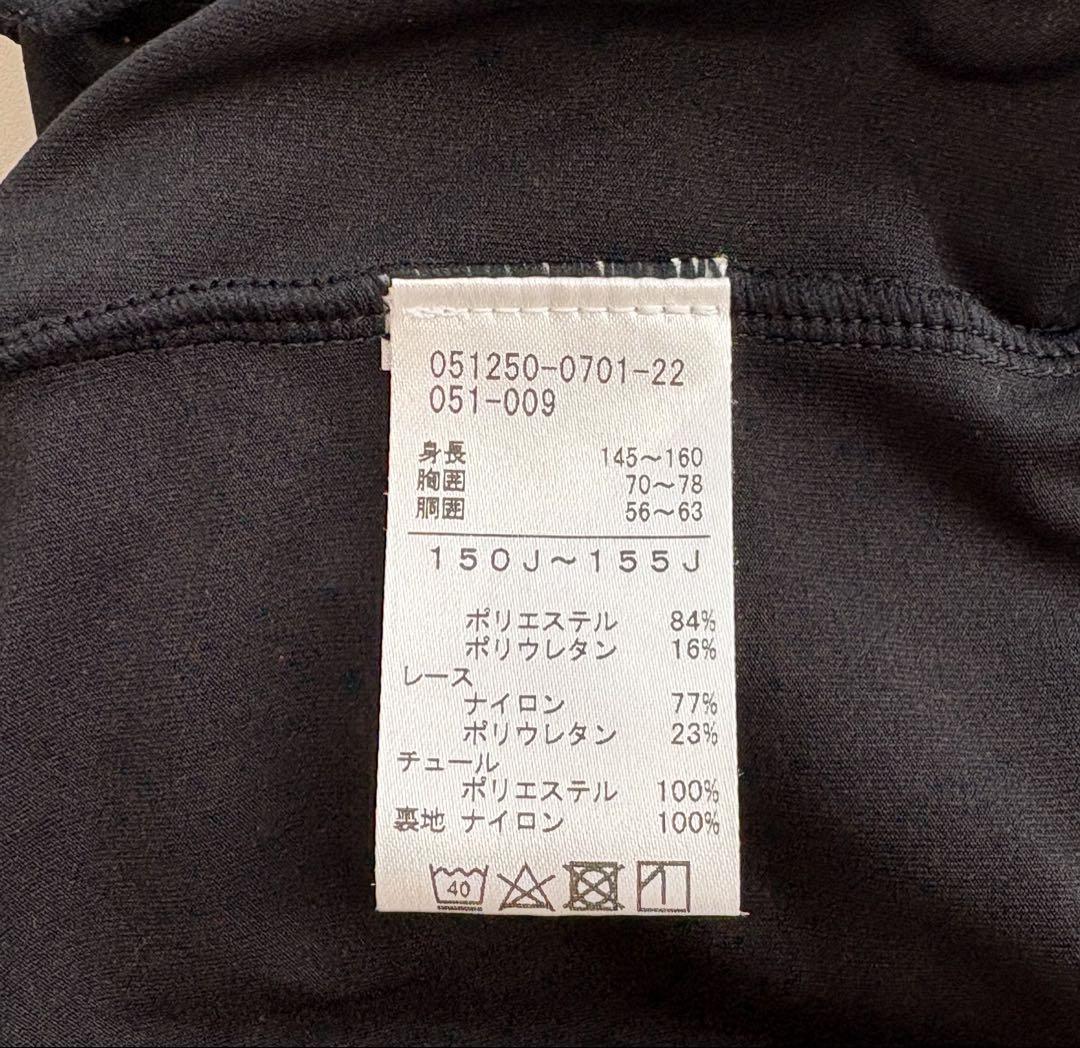 051250-0701-22
051-009
身長 145～160
胸囲 70～78
胴囲 56～63
150J～155J
ポリエステル 84%
ポリウレタン 16%
レース
ナイロン 77%
ポリウレタン 23%
チュール
ポリエステル 100%
裏地 ナイロン 100%
40